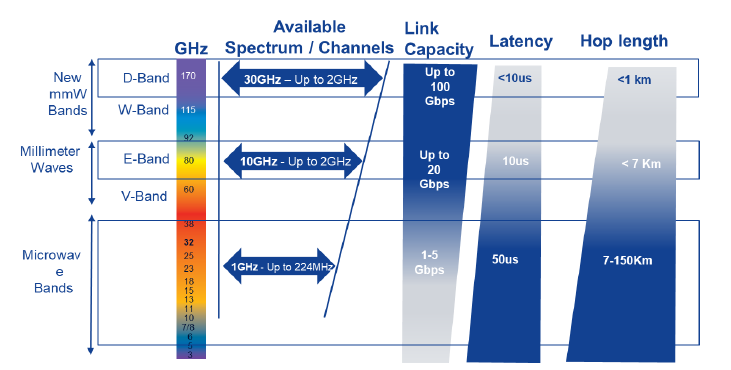 GHz
Available
Spectrum / Channels
Link
Capacity
Latency
Hop length
New
mmW
Bands
D-Band
W-Band
170
115
92
30GHz – Up to 2GHz
Up to
100
Gbps
<10us
<1 km
Millimeter
Waves
E-Band
V-Band
80
60
10GHz - Up to 2GHz
Up to
20
Gbps
10us
< 7 Km
Microwav
e
Bands
38
32
25
23
18
15
13
11
10
7/8
6
5
3
1GHz - Up to 224MHz
1-5
Gbps
50us
7-150Km